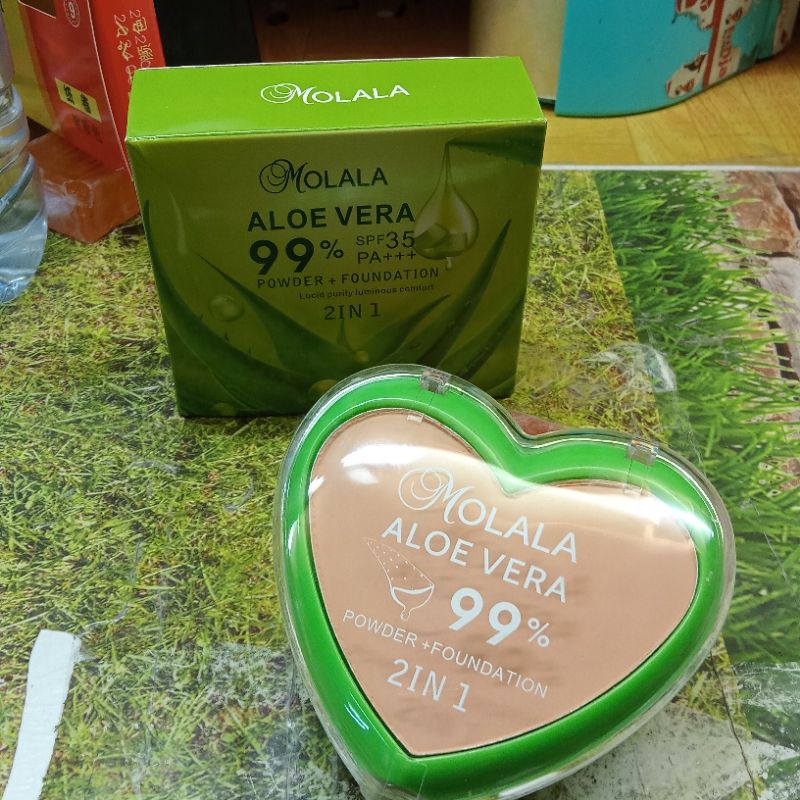 MOLALA
MOLALA
ALOE VERA
99% SPF35
PA+++
POWDER + FOUNDATION
Lucid purity luminous comfort
2IN 1
MOLALA
ALOE VERA
99%
POWDER +FOUNDATION
2IN 1